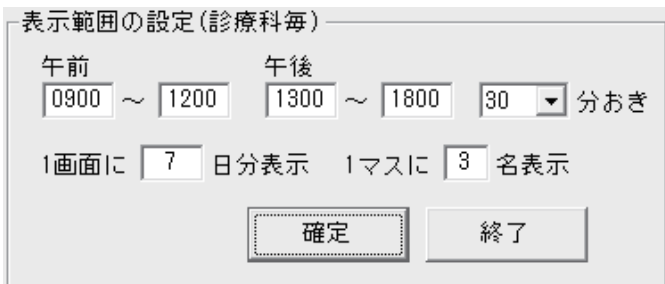 表示範囲の設定(診療科毎)
午前 午後
0900 ～ 1200 1300 ～ 1800 30 分おき
1画面に 7 日分表示 1マスに 3 名表示
確定 終了